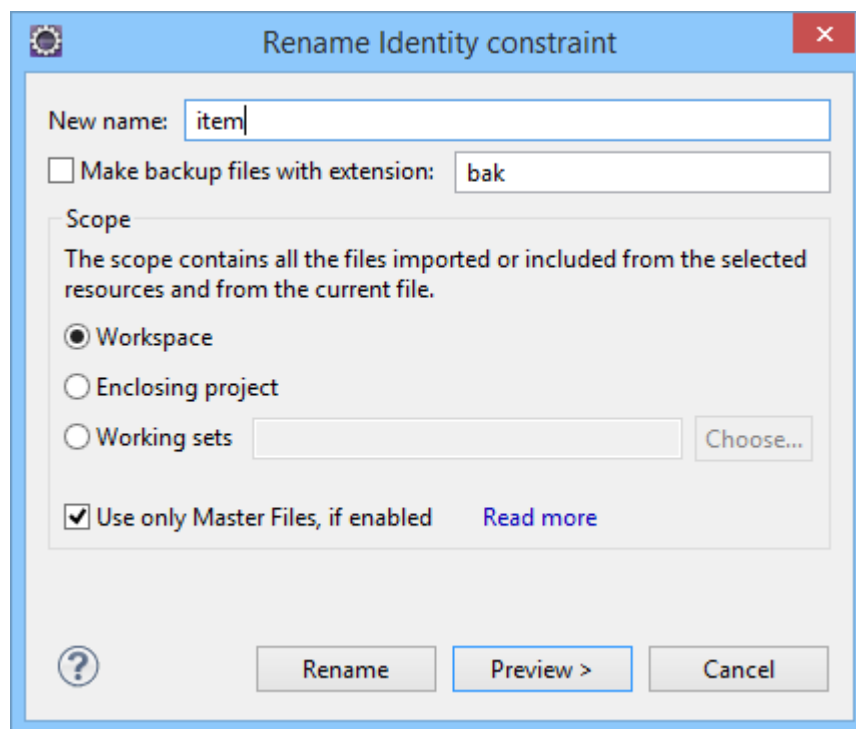 Rename Identity constraint
New name: item
Make backup files with extension: bak
Scope
The scope contains all the files imported or included from the selected
resources and from the current file.
Workspace
Enclosing project
Working sets Choose...
Use only Master Files, if enabled Read more
? Rename Preview > Cancel